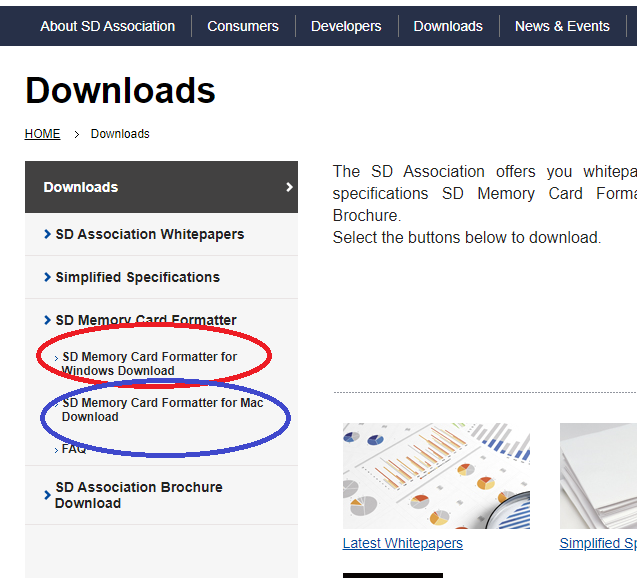 About SD Association
Consumers
Developers
Downloads
News & Events
Downloads
HOME > Downloads
Downloads
SD Association Whitepapers
Simplified Specifications
SD Memory Card Formatter
SD Memory Card Formatter for
Windows Download
SD Memory Card Formatter for Mac
Download
FAQ
SD Association Brochure
Download
The SD Association offers you whitepa
specifications SD Memory Card Forma
Brochure.
Select the buttons below to download.
Latest Whitepapers
Simplified Sp